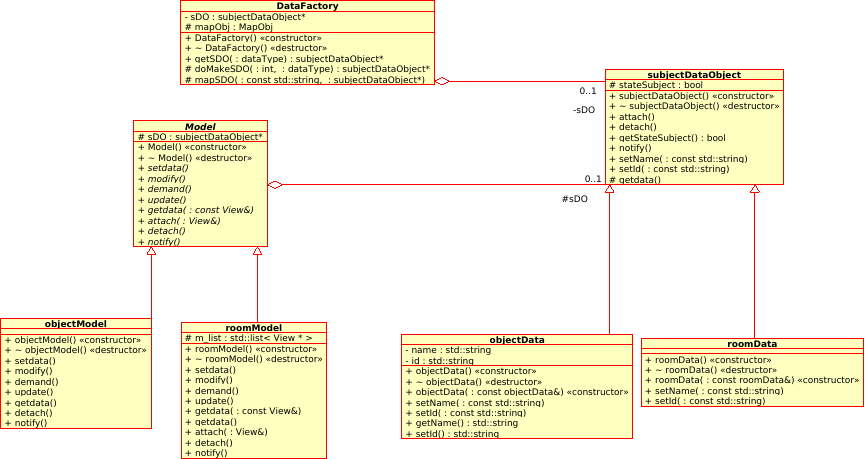 DataFactory
- sDO : subjectDataObject*
# mapObj : MapObj
+ DataFactory() «constructor»
+ ~ DataFactory() «destructor»
+ getSDO( : dataType) : subjectDataObject*
# doMakeSDO( : int, : dataType) : subjectDataObject*
# mapSDO( : const std::string, : subjectDataObject*)
subjectDataObject
# stateSubject : bool
+ subjectDataObject() «constructor»
+ ~ subjectDataObject() «destructor»
+ attach()
+ detach()
+ getStateSubject() : bool
+ notify()
+ setName( : const std::string)
+ setId( : const std::string)
# getdata()
0..1
-sDO
Model
# sDO : subjectDataObject*
+ Model() «constructor»
+ ~ Model() «destructor»
+ setdata()
+ modify()
+ demand()
+ update()
+ getdata( : const View&)
+ attach( : View&)
+ detach()
+ notify()
0..1
#sDO
objectModel
+ objectModel() «constructor»
+ ~ objectModel() «destructor»
+ setdata()
+ modify()
+ demand()
+ update()
+ getdata()
+ detach()
+ notify()
roomModel
# m_list : std::list< View * >
+ roomModel() «constructor»
+ ~ roomModel() «destructor»
+ setdata()
+ modify()
+ demand()
+ update()
+ getdata( : const View&)
+ getdata()
+ attach( : View&)
+ detach()
+ notify()
objectData
- name : std::string
- id : std::string
+ objectData() «constructor»
+ ~ objectData() «destructor»
+ objectData( : const objectData&) «constructor»
+ setName( : const std::string)
+ setId( : const std::string)
+ getName() : std::string
+ setId() : std::string
roomData
+ roomData() «constructor»
+ ~ roomData() «destructor»
+ roomData( : const roomData&) «constructor»
+ setName( : const std::string)
+ setId( : const std::string)